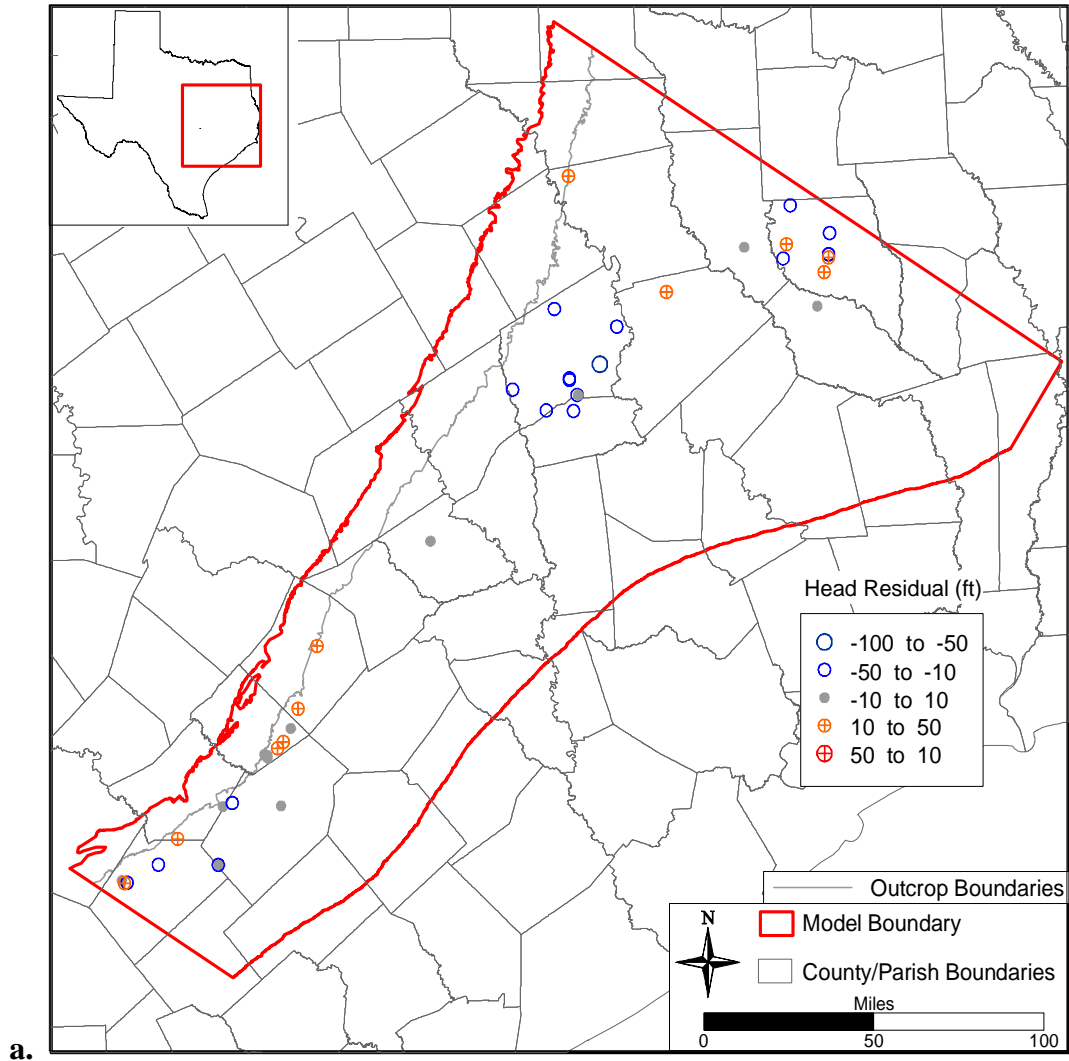 Head Residual (ft)
-100 to -50
-50 to -10
-10 to 10
10 to 50
50 to 10
Outcrop Boundaries
N
Model Boundary
County/Parish Boundaries
Miles
0 50 100
a.